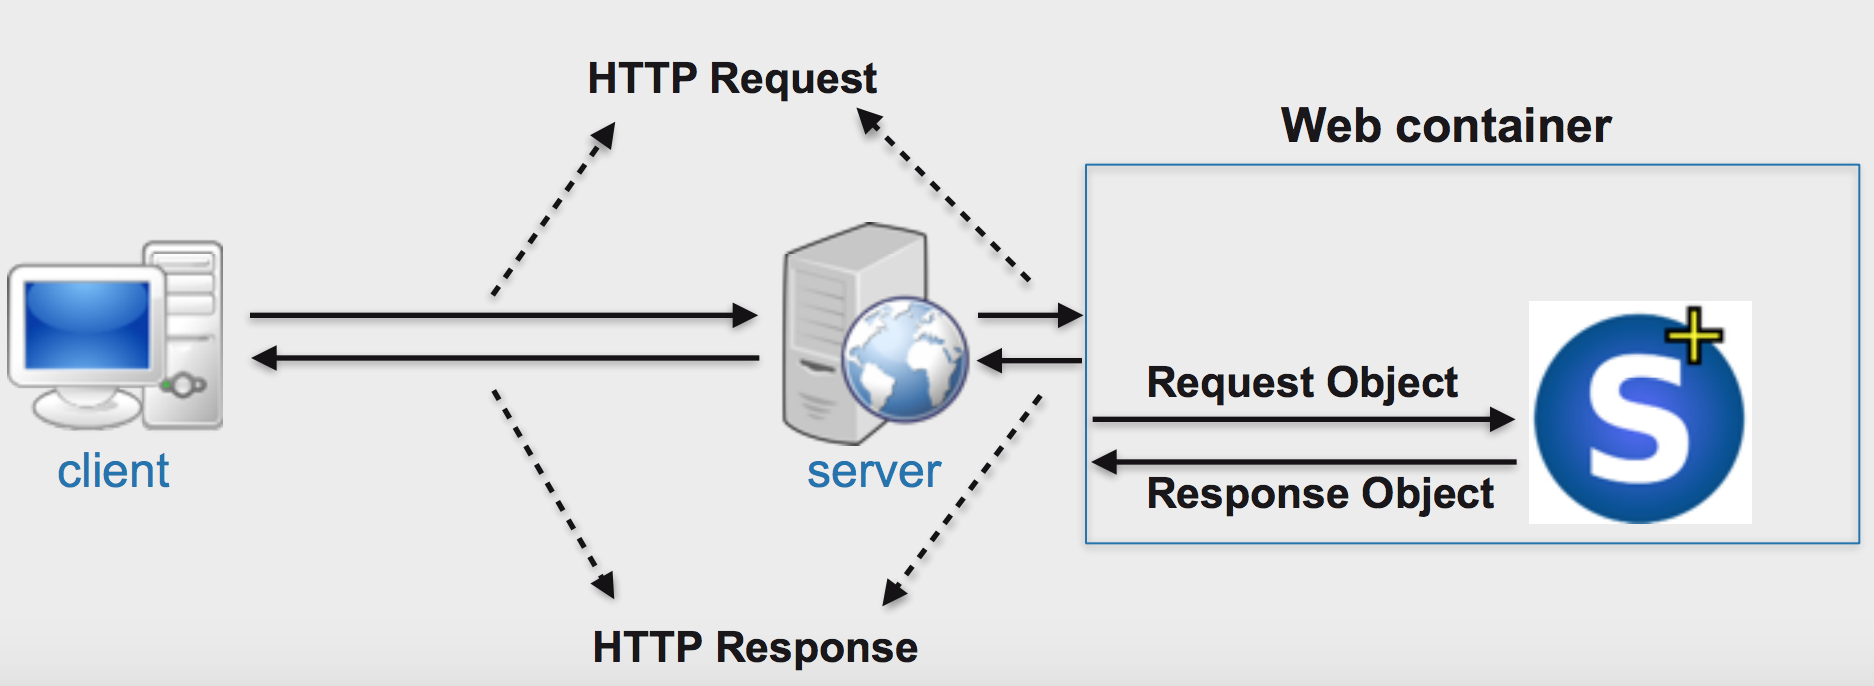 HTTP Request
Web container
Request Object
S
client
server
Response Object
HTTP Response